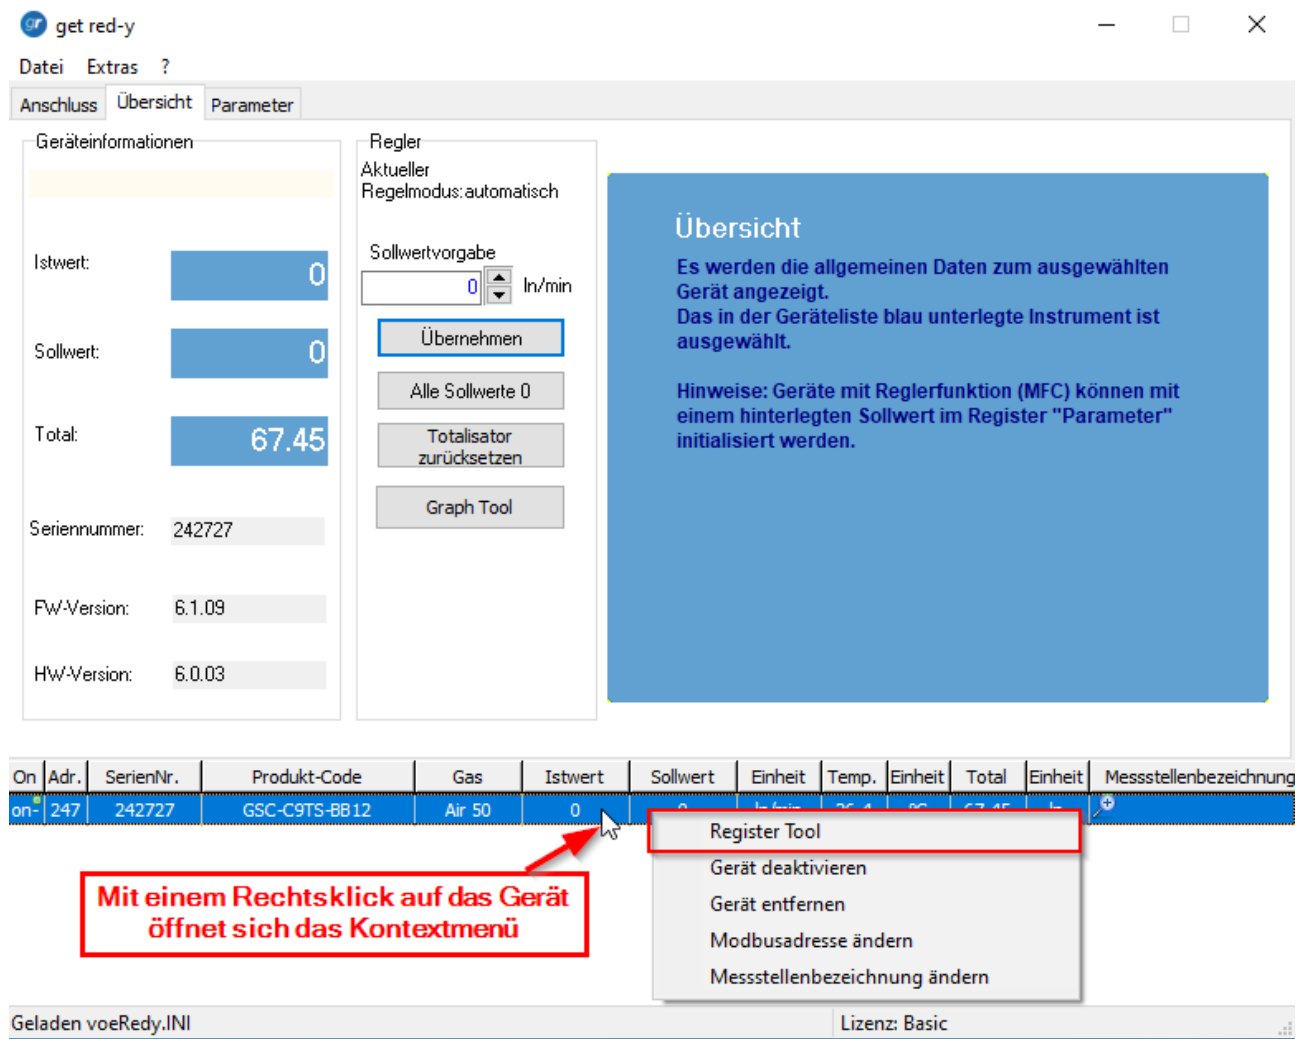 gr get red-y
Datei Extras ?
Anschluss Übersicht Parameter
Geräteinformationen
Istwert: 0
Sollwert: 0
Total: 67.45
Seriennummer: 242727
FW-Version: 6.1.09
HW-Version: 6.0.03
Regler
Aktueller
Regelmodus: automatisch
Sollwertvorgabe
0 ln/min
Übernehmen
Alle Sollwerte 0
Totalisator
zurücksetzen
Graph Tool
Übersicht
Es werden die allgemeinen Daten zum ausgewählten
Gerät angezeigt.
Das in der Geräteliste blau unterlegte Instrument ist
ausgewählt.
Hinweise: Geräte mit Reglerfunktion (MFC) können mit
einem hinterlegten Sollwert im Register "Parameter"
initialisiert werden.
On Adr. SerienNr. Produkt-Code Gas Istwert Sollwert Einheit Temp. Einheit Total Einheit Messstellenbezeichnung
on- 247 242727 GSC-C9TS-BB12 Air 50 0
Register Tool
Gerät deaktivieren
Gerät entfernen
Modbusadresse ändern
Messstellenbezeichnung ändern
Mit einem Rechtsklick auf das Gerät
öffnet sich das Kontextmenü
Geladen voeRedy.INI Lizenz: Basic